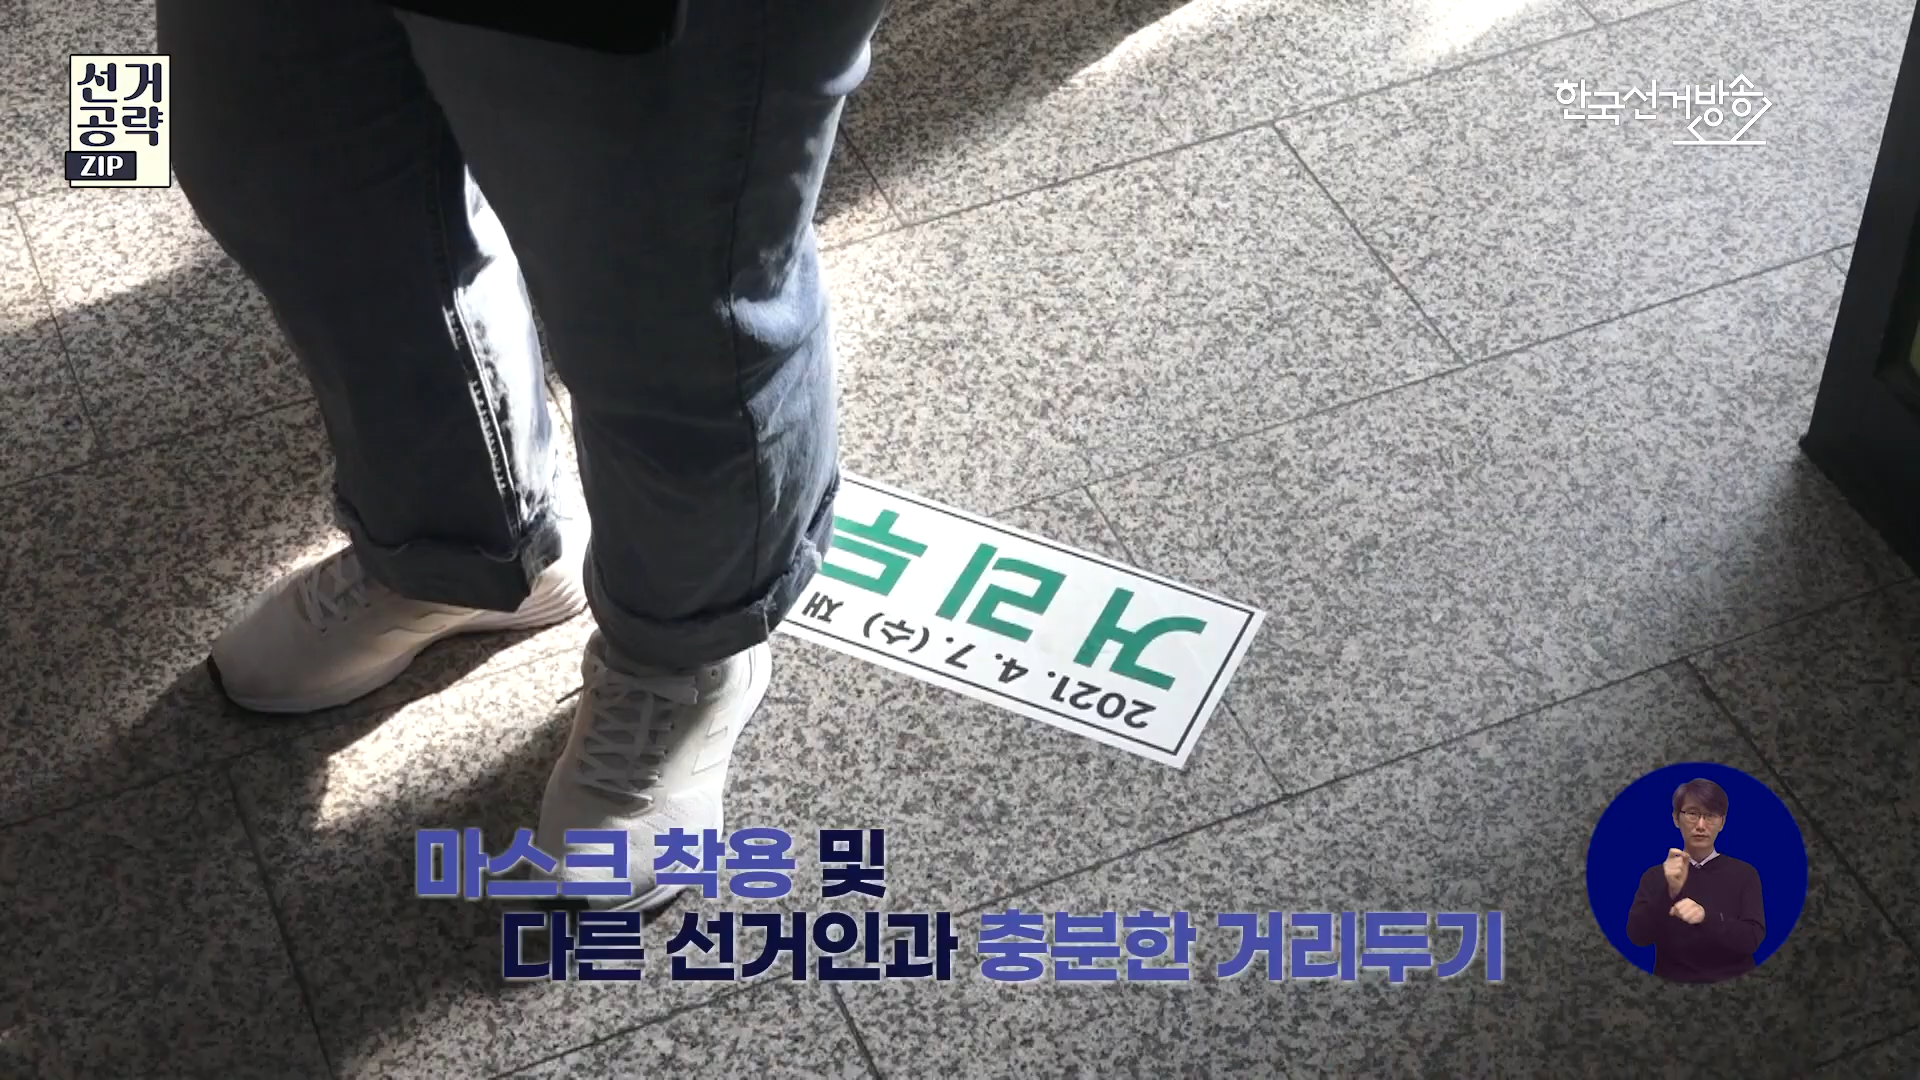 선거
공략
ZIP
한국선거방송
거리두
2021. 4. 7. (수) 재
마스크 착용 및
다른 선거인과 충분한 거리두기